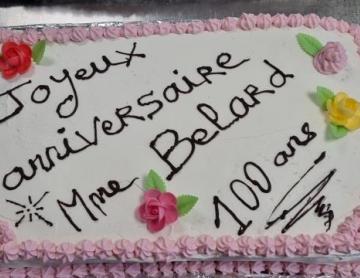 Joyeux
anniversaire
Mme Belard
100 ans